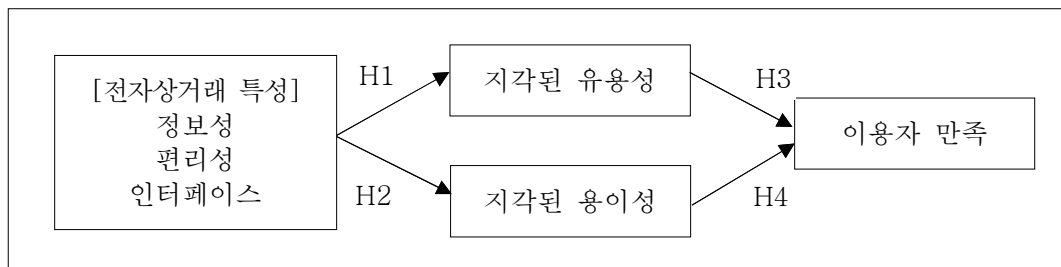 [전자상거래 특성]
정보성
편리성
인터페이스
H1
H2
지각된 유용성
지각된 용이성
H3
H4
이용자 만족